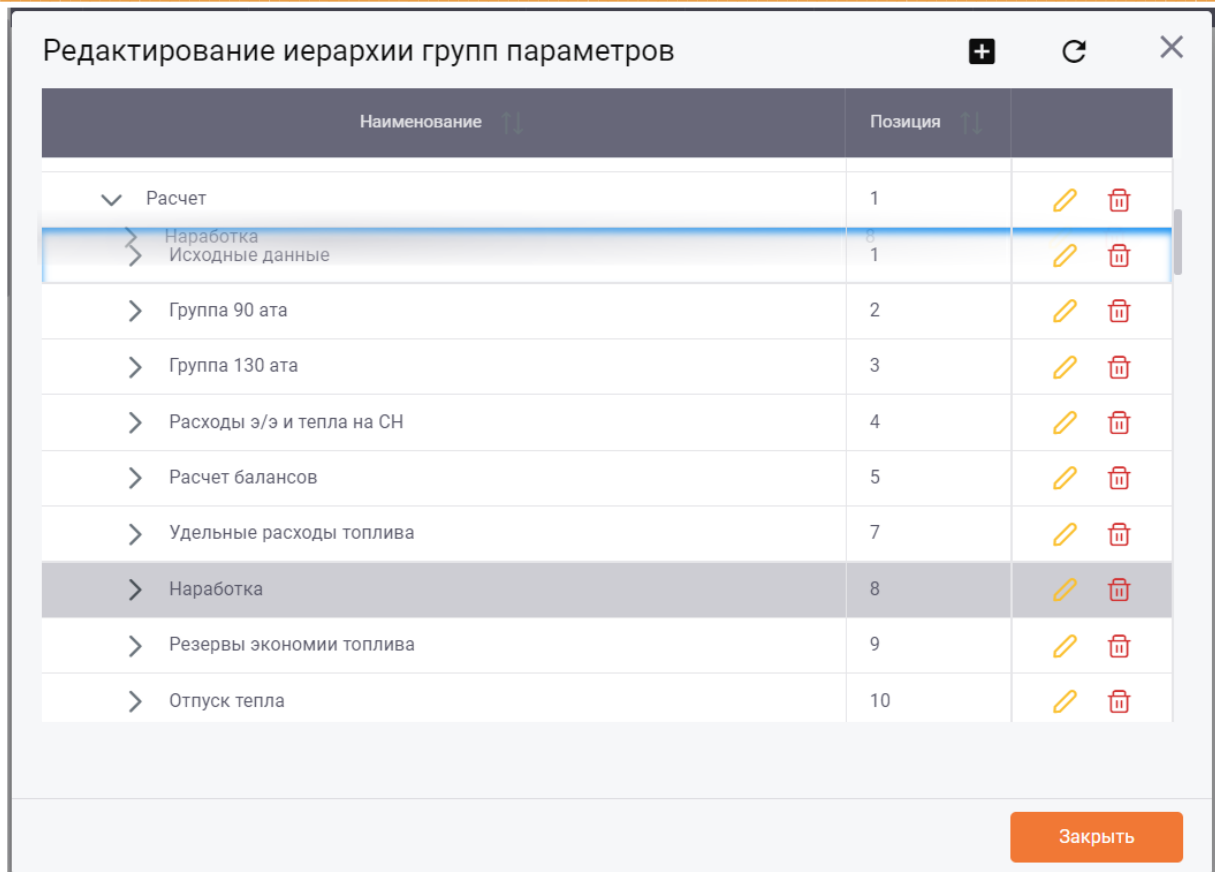 Редактирование иерархии групп параметров
Наименование Позиция
Расчет 1
Наработка 8
Исходные данные 1
Группа 90 ата 2
Группа 130 ата 3
Расходы э/э и тепла на СН 4
Расчет балансов 5
Удельные расходы топлива 7
Наработка 8
Резервы экономии топлива 9
Отпуск тепла 10
Закрыть